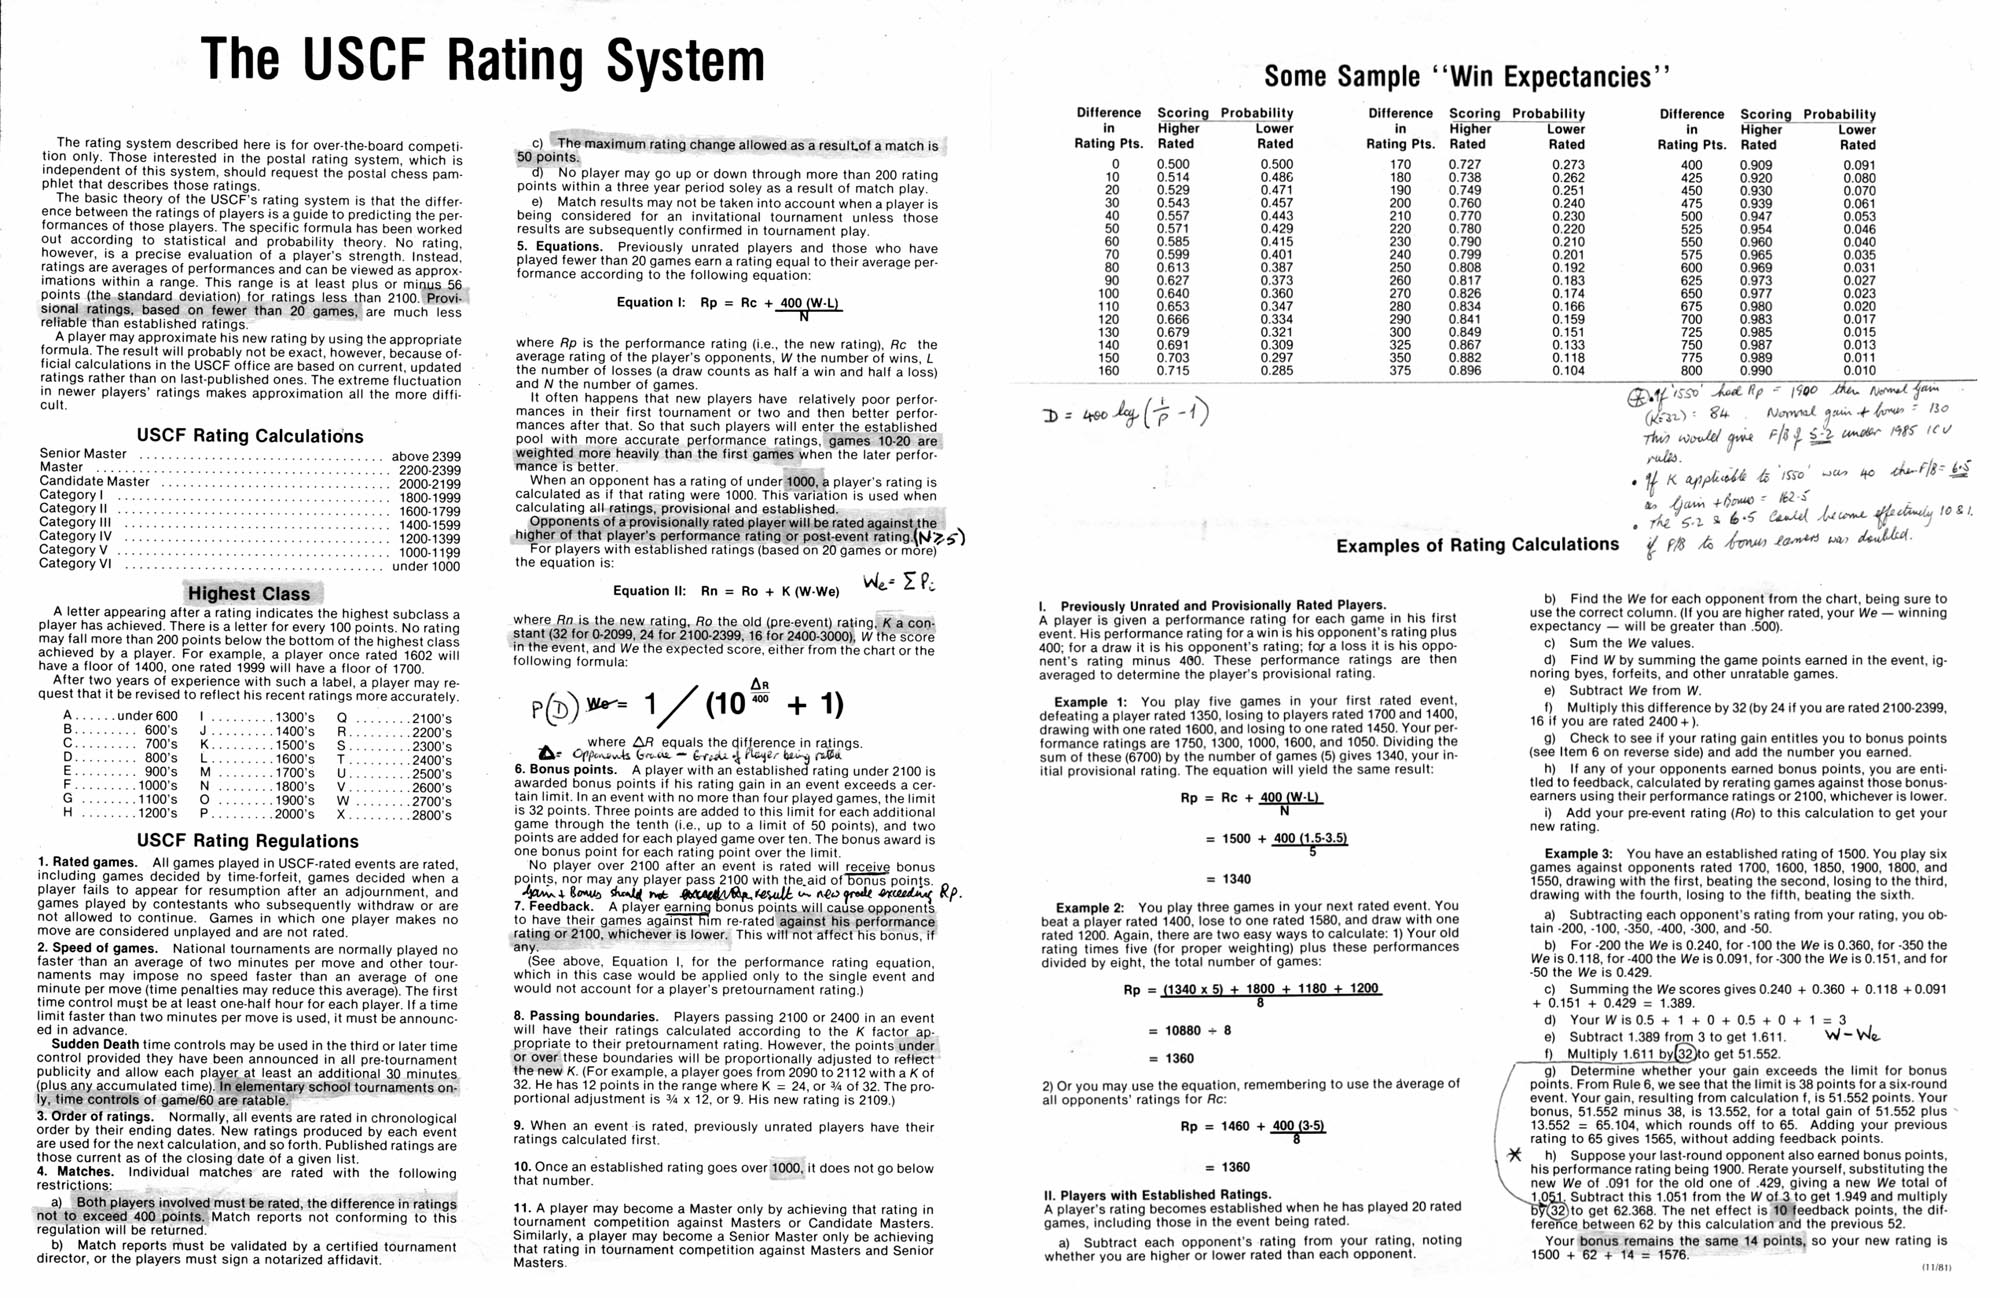 The USCF Rating System
The rating system described here is for over-the-board competi-
tion only. Those interested in the postal rating system, which is
independent of this system, should request the postal chess pam-
phlet that describes those ratings.
The basic theory of the USCF's rating system is that the differ-
ence between the ratings of players is a guide to predicting the per-
formances of those players. The specific formula has been worked
out according to statistical and probability theory. No rating,
however, is a precise evaluation of a player's strength. Instead,
ratings are averages of performances and can be viewed as approx-
imations within a range. This range is at least plus or minus 56
points (the standard deviation) for ratings less than 2100. Provi-
sional ratings, based on fewer than 20 games, are much less
reliable than established ratings.
A player may approximate his new rating by using the appropriate
formula. The result will probably not be exact, however, because of-
ficial calculations in the USCF office are based on current, updated
ratings rather than on last-published ones. The extreme fluctuation
in newer players' ratings makes approximation all the more diffi-
cult.
USCF Rating Calculations
Senior Master .................................. above 2399
Master .................................. 2200-2399
Candidate Master .................................. 2000-2199
Category I .................................. 1800-1999
Category II .................................. 1600-1799
Category III .................................. 1400-1599
Category IV .................................. 1200-1399
Category V .................................. 1000-1199
Category VI .................................. under 1000
Highest Class
A letter appearing after a rating indicates the highest subclass a
player has achieved. There is a letter for every 100 points. No rating
may fall more than 200 points below the bottom of the highest class
achieved by a player. For example, a player once rated 1602 will
have a floor of 1400, one rated 1999 will have a floor of 1700.
After two years of experience with such a label, a player may re-
quest that it be revised to reflect his recent ratings more accurately.
A ...... under 600 I ......... 1300's Q ........ 2100's
B ......... 600's J ......... 1400's R ........ 2200's
C ......... 700's K ......... 1500's S ........ 2300's
D ......... 800's L ......... 1600's T ........ 2400's
E ......... 900's M ......... 1700's U ........ 2500's
F ......... 1000's N ......... 1800's V ........ 2600's
G ......... 1100's O ......... 1900's W ........ 2700's
H ......... 1200's P ......... 2000's X ........ 2800's
USCF Rating Regulations
1. Rated games. All games played in USCF-rated events are rated,
including games decided by time-forfeit, games decided when a
player fails to appear for resumption after an adjournment, and
games played by contestants who subsequently withdraw or are
not allowed to continue. Games in which one player makes no
move are considered unplayed and are not rated.
2. Speed of games. National tournaments are normally played no
faster than an average of two minutes per move and other tour-
naments may impose no speed faster than an average of one
minute per move (time penalties may reduce this average). The first
time control must be at least one-half hour for each player. If a time
limit faster than two minutes per move is used, it must be announc-
ed in advance.
Sudden Death time controls may be used in the third or later time
control provided they have been announced in all pre-tournament
publicity and allow each player at least an additional 30 minutes
(plus any accumulated time). In elementary school tournaments on-
ly, time controls of game/60 are ratable.
3. Order of ratings. Normally, all events are rated in chronological
order by their ending dates. New ratings produced by each event
are used for the next calculation, and so forth. Published ratings are
those current as of the closing date of a given list.
4. Matches. Individual matches are rated with the following
restrictions:
a) Both players involved must be rated, the difference in ratings
not to exceed 400 points. Match reports not conforming to this
regulation will be returned.
b) Match reports must be validated by a certified tournament
director, or the players must sign a notarized affidavit.
c) The maximum rating change allowed as a result of a match is
50 points.
d) No player may go up or down through more than 200 rating
points within a three year period soley as a result of match play.
e) Match results may not be taken into account when a player is
being considered for an invitational tournament unless those
results are subsequently confirmed in tournament play.
5. Equations. Previously unrated players and those who have
played fewer than 20 games earn a rating equal to their average per-
formance according to the following equation:
Equation I: Rp = Rc + 400 (W-L)
N
where Rp is the performance rating (i.e., the new rating), Rc the
average rating of the player's opponents, W the number of wins, L
the number of losses (a draw counts as half a win and half a loss)
and N the number of games.
It often happens that new players have relatively poor perfor-
mances in their first tournament or two and then better perfor-
mances after that. So that such players will enter the established
pool with more accurate performance ratings, games 10-20 are
weighted more heavily than the first games when the later perfor-
mance is better.
When an opponent has a rating of under 1000, a player's rating is
calculated as if that rating were 1000. This variation is used when
calculating all ratings, provisional and established.
Opponents of a provisionally rated player will be rated against the
higher of that player's performance rating or post-event rating. (N≥5)
For players with established ratings (based on 20 games or more)
the equation is:
Equation II: Rn = Ro + K (W-We) We = Σ Pi
where Rn is the new rating, Ro the old (pre-event) rating, K a con-
stant (32 for 0-2099, 24 for 2100-2399, 16 for 2400-3000), W the score
in the event, and We the expected score, either from the chart or the
following formula:
P(D) We = 1 / (10 ΔR/400 + 1)
where ΔR equals the difference in ratings.
Δ = Opponents Grade – Grade of Player being rated
6. Bonus points. A player with an established rating under 2100 is
awarded bonus points if his rating gain in an event exceeds a cer-
tain limit. In an event with no more than four played games, the limit
is 32 points. Three points are added to this limit for each additional
game through the tenth (i.e., up to a limit of 50 points), and two
points are added for each played game over ten. The bonus award is
one bonus point for each rating point over the limit.
No player over 2100 after an event is rated will receive bonus
points, nor may any player pass 2100 with the aid of bonus points.
Gain + Bonus should not exceed Rp result in new grade exceeding Rp.
7. Feedback. A player earning bonus points will cause opponents
to have their games against him re-rated against his performance
rating or 2100, whichever is lower. This will not affect his bonus, if
any.
(See above, Equation I, for the performance rating equation,
which in this case would be applied only to the single event and
would not account for a player's pretournament rating.)
8. Passing boundaries. Players passing 2100 or 2400 in an event
will have their ratings calculated according to the K factor ap-
propriate to their pretournament rating. However, the points under
or over these boundaries will be proportionally adjusted to reflect
the new K. (For example, a player goes from 2090 to 2112 with a K of
32. He has 12 points in the range where K = 24, or ¾ of 32. The pro-
portional adjustment is ¾ x 12, or 9. His new rating is 2109.)
9. When an event is rated, previously unrated players have their
ratings calculated first.
10. Once an established rating goes over 1000, it does not go below
that number.
11. A player may become a Master only by achieving that rating in
tournament competition against Masters or Candidate Masters.
Similarly, a player may become a Senior Master only be achieving
that rating in tournament competition against Masters and Senior
Masters.
Some Sample "Win Expectancies"
Difference Scoring Probability Difference Scoring Probability Difference Scoring Probability
in Higher Lower in Higher Lower in Higher Lower
Rating Pts. Rated Rated Rating Pts. Rated Rated Rating Pts. Rated Rated
0 0.500 0.500 170 0.727 0.273 400 0.909 0.091
10 0.514 0.486 180 0.738 0.262 425 0.920 0.080
20 0.529 0.471 190 0.749 0.251 450 0.930 0.070
30 0.543 0.457 200 0.760 0.240 475 0.939 0.061
40 0.557 0.443 210 0.770 0.230 500 0.947 0.053
50 0.571 0.429 220 0.780 0.220 525 0.954 0.046
60 0.585 0.415 230 0.790 0.210 550 0.960 0.040
70 0.599 0.401 240 0.799 0.201 575 0.965 0.035
80 0.613 0.387 250 0.808 0.192 600 0.969 0.031
90 0.627 0.373 260 0.817 0.183 625 0.973 0.027
100 0.640 0.360 270 0.826 0.174 650 0.977 0.023
110 0.653 0.347 280 0.834 0.166 675 0.980 0.020
120 0.666 0.334 290 0.841 0.159 700 0.983 0.017
130 0.679 0.321 300 0.849 0.151 725 0.985 0.015
140 0.691 0.309 325 0.867 0.133 750 0.987 0.013
150 0.703 0.297 350 0.882 0.118 775 0.989 0.011
160 0.715 0.285 375 0.896 0.104 800 0.990 0.010
D = 400 log (1/P - 1)
• If '1550' had Rp = 1900 then Normal Gain
(K=32) = 84. Normal gain + bonus = 130
This would give F/B of 5.2 under 1985 ICU
rules.
• If K applicable to '1550' was 40 then F/B = 6.5
as Gain + Bonus = 162.5
• The 5.2 & 6.5 could become effectively 10 & 1.
if F/B to bonus earners was doubled.
Examples of Rating Calculations
I. Previously Unrated and Provisionally Rated Players.
A player is given a performance rating for each game in his first
event. His performance rating for a win is his opponent's rating plus
400; for a draw it is his opponent's rating; for a loss it is his oppo-
nent's rating minus 400. These performance ratings are then
averaged to determine the player's provisional rating.
Example 1: You play five games in your first rated event,
defeating a player rated 1350, losing to players rated 1700 and 1400,
drawing with one rated 1600, and losing to one rated 1450. Your per-
formance ratings are 1750, 1300, 1000, 1600, and 1050. Dividing the
sum of these (6700) by the number of games (5) gives 1340, your in-
itial provisional rating. The equation will yield the same result:
Rp = Rc + 400 (W-L)
N
= 1500 + 400 (1.5-3.5)
5
= 1340
Example 2: You play three games in your next rated event. You
beat a player rated 1400, lose to one rated 1580, and draw with one
rated 1200. Again, there are two easy ways to calculate: 1) Your old
rating times five (for proper weighting) plus these performances
divided by eight, the total number of games:
Rp = (1340 x 5) + 1800 + 1180 + 1200
8
= 10880 ÷ 8
= 1360
2) Or you may use the equation, remembering to use the average of
all opponents' ratings for Rc:
Rp = 1460 + 400 (3-5)
8
= 1360
II. Players with Established Ratings.
A player's rating becomes established when he has played 20 rated
games, including those in the event being rated.
a) Subtract each opponent's rating from your rating, noting
whether you are higher or lower rated than each opponent.
b) Find the We for each opponent from the chart, being sure to
use the correct column. (If you are higher rated, your We — winning
expectancy — will be greater than .500).
c) Sum the We values.
d) Find W by summing the game points earned in the event, ig-
noring byes, forfeits, and other unratable games.
e) Subtract We from W.
f) Multiply this difference by 32 (by 24 if you are rated 2100-2399,
16 if you are rated 2400 + ).
g) Check to see if your rating gain entitles you to bonus points
(see Item 6 on reverse side) and add the number you earned.
h) If any of your opponents earned bonus points, you are enti-
tled to feedback, calculated by rerating games against those bonus-
earners using their performance ratings or 2100, whichever is lower.
i) Add your pre-event rating (Ro) to this calculation to get your
new rating.
Example 3: You have an established rating of 1500. You play six
games against opponents rated 1700, 1600, 1850, 1900, 1800, and
1550, drawing with the first, beating the second, losing to the third,
drawing with the fourth, losing to the fifth, beating the sixth.
a) Subtracting each opponent's rating from your rating, you ob-
tain -200, -100, -350, -400, -300, and -50.
b) For -200 the We is 0.240, for -100 the We is 0.360, for -350 the
We is 0.118, for -400 the We is 0.091, for -300 the We is 0.151, and for
-50 the We is 0.429.
c) Summing the We scores gives 0.240 + 0.360 + 0.118 +0.091
+ 0.151 + 0.429 = 1.389.
d) Your W is 0.5 + 1 + 0 + 0.5 + 0 + 1 = 3
e) Subtract 1.389 from 3 to get 1.611. W - We
f) Multiply 1.611 by 32 to get 51.552.
g) Determine whether your gain exceeds the limit for bonus
points. From Rule 6, we see that the limit is 38 points for a six-round
event. Your gain, resulting from calculation f, is 51.552 points. Your
bonus, 51.552 minus 38, is 13.552, for a total gain of 51.552 plus
13.552 = 65.104, which rounds off to 65. Adding your previous
rating to 65 gives 1565, without adding feedback points.
* h) Suppose your last-round opponent also earned bonus points,
his performance rating being 1900. Rerate yourself, substituting the
new We of .091 for the old one of .429, giving a new We total of
1.051. Subtract this 1.051 from the W of 3 to get 1.949 and multiply
by 32 to get 62.368. The net effect is 10 feedback points, the dif-
ference between 62 by this calculation and the previous 52.
Your bonus remains the same 14 points, so your new rating is
1500 + 62 + 14 = 1576.
(11/81)